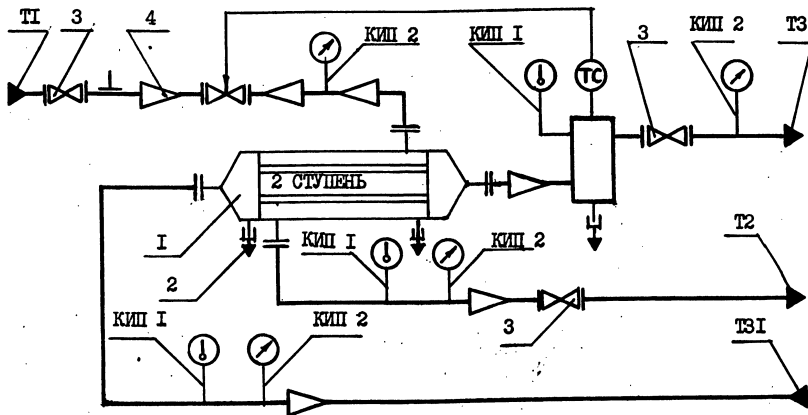 Т1 3 4 КИП 2 КИП I 3 КИП 2 Т3
ТС
2 СТУПЕНЬ
I 2 КИП I КИП 2 Т2
3
КИП I КИП 2 Т3I